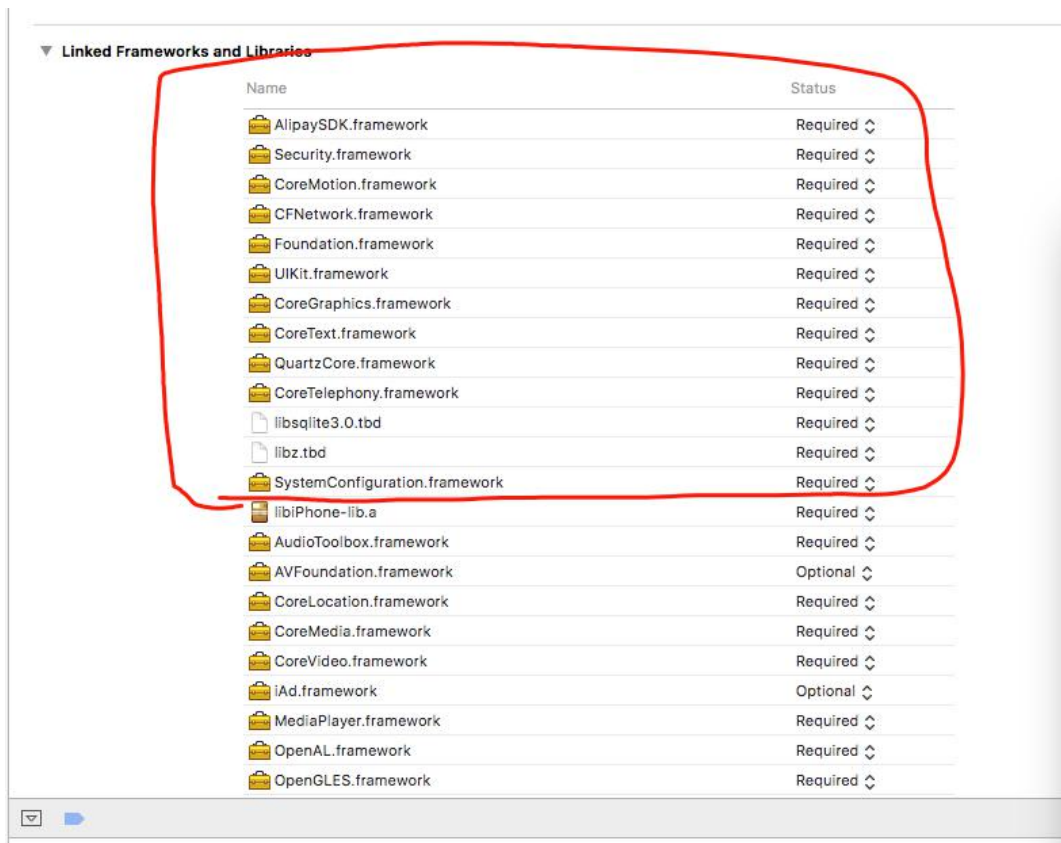 Linked Frameworks and Libraries
Name Status
AlipaySDK.framework Required
Security.framework Required
CoreMotion.framework Required
CFNetwork.framework Required
Foundation.framework Required
UIKit.framework Required
CoreGraphics.framework Required
CoreText.framework Required
QuartzCore.framework Required
CoreTelephony.framework Required
libsqlite3.0.tbd Required
libz.tbd Required
SystemConfiguration.framework Required
libiPhone-lib.a Required
AudioToolbox.framework Required
AVFoundation.framework Optional
CoreLocation.framework Required
CoreMedia.framework Required
CoreVideo.framework Required
iAd.framework Optional
MediaPlayer.framework Required
OpenAL.framework Required
OpenGLES.framework Required